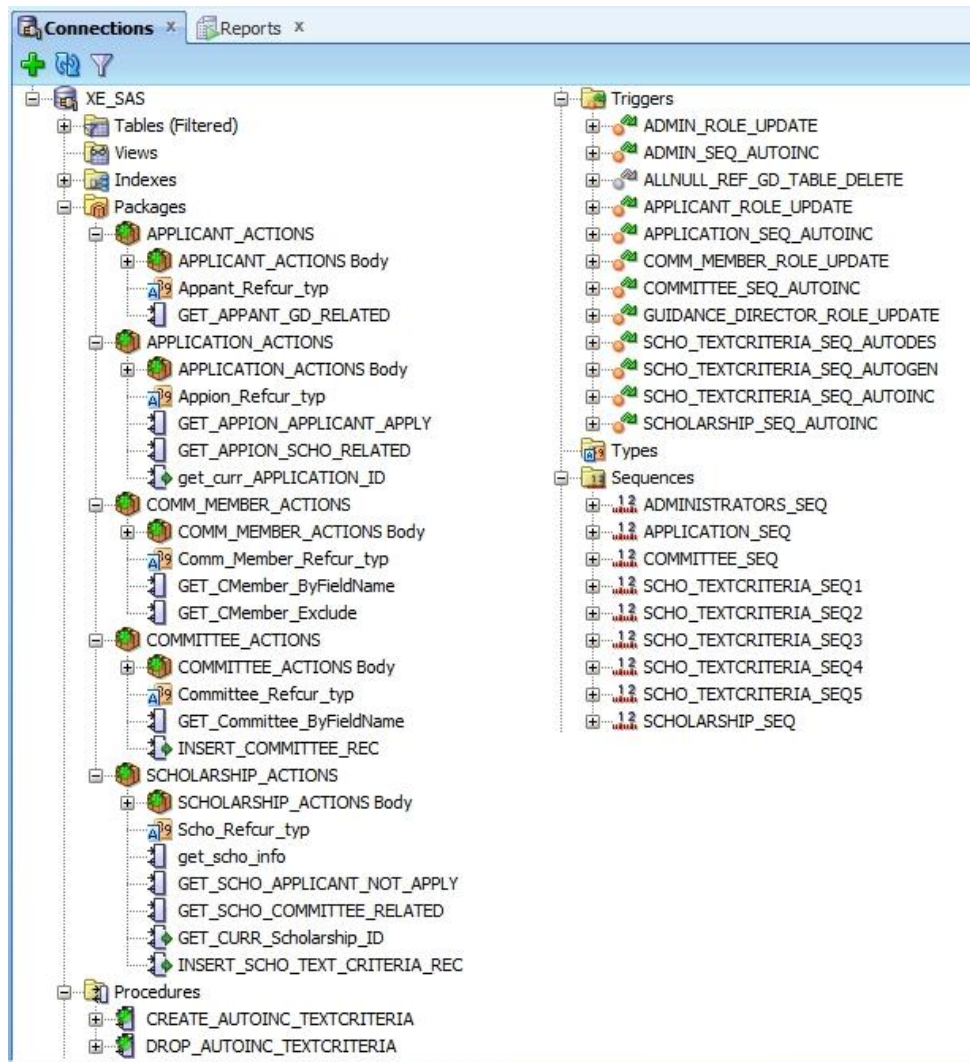 Connections x
Reports x
XE_SAS
Tables (Filtered)
Views
Indexes
Packages
APPLICANT_ACTIONS
APPLICANT_ACTIONS Body
Appant_Refcur_typ
GET_APPANT_GD_RELATED
APPLICATION_ACTIONS
APPLICATION_ACTIONS Body
Appion_Refcur_typ
GET_APPION_APPLICANT_APPLY
GET_APPION_SCHO_RELATED
get_curr_APPLICATION_ID
COMM_MEMBER_ACTIONS
COMM_MEMBER_ACTIONS Body
Comm_Member_Refcur_typ
GET_CMember_ByFieldName
GET_CMember_Exclude
COMMITTEE_ACTIONS
COMMITTEE_ACTIONS Body
Committee_Refcur_typ
GET_Committee_ByFieldName
INSERT_COMMITTEE_REC
SCHOLARSHIP_ACTIONS
SCHOLARSHIP_ACTIONS Body
Scho_Refcur_typ
get_scho_info
GET_SCHO_APPLICANT_NOT_APPLY
GET_SCHO_COMMITTEE_RELATED
GET_CURR_Scholarship_ID
INSERT_SCHO_TEXT_CRITERIA_REC
Procedures
CREATE_AUTOINC_TEXTCRITERIA
DROP_AUTOINC_TEXTCRITERIA
Triggers
ADMIN_ROLE_UPDATE
ADMIN_SEQ_AUTOINC
ALLNULL_REF_GD_TABLE_DELETE
APPLICANT_ROLE_UPDATE
APPLICATION_SEQ_AUTOINC
COMM_MEMBER_ROLE_UPDATE
COMMITTEE_SEQ_AUTOINC
GUIDANCE_DIRECTOR_ROLE_UPDATE
SCHO_TEXTCRITERIA_SEQ_AUTODES
SCHO_TEXTCRITERIA_SEQ_AUTOGEN
SCHO_TEXTCRITERIA_SEQ_AUTOINC
SCHOLARSHIP_SEQ_AUTOINC
Types
Sequences
ADMINISTRATORS_SEQ
APPLICATION_SEQ
COMMITTEE_SEQ
SCHO_TEXTCRITERIA_SEQ1
SCHO_TEXTCRITERIA_SEQ2
SCHO_TEXTCRITERIA_SEQ3
SCHO_TEXTCRITERIA_SEQ4
SCHO_TEXTCRITERIA_SEQ5
SCHOLARSHIP_SEQ